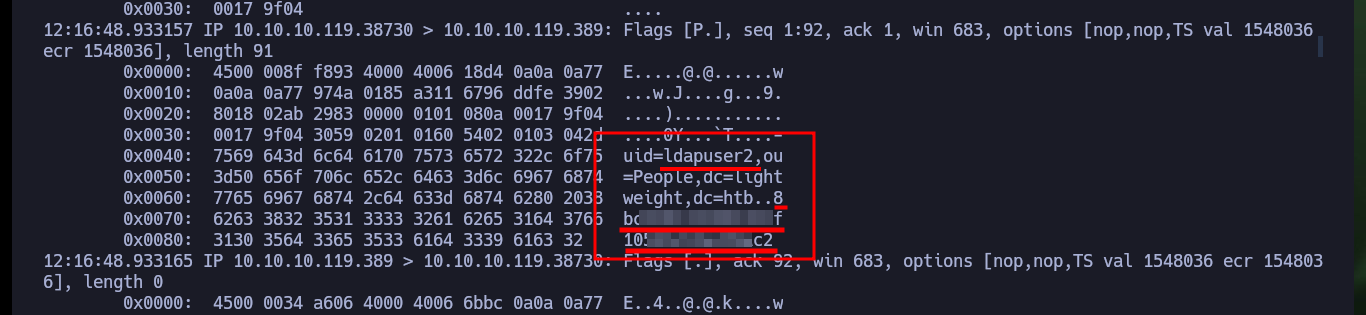 0x0030: 0017 9f04 ....
12:16:48.933157 IP 10.10.10.119.38730 > 10.10.10.119.389: Flags [P.], seq 1:92, ack 1, win 683, options [nop,nop,TS val 1548036
ecr 1548036], length 91
0x0000: 4500 008f f893 4000 4006 18d4 0a0a 0a77 E.....@.@......w
0x0010: 0a0a 0a77 974a 0185 a311 6796 ddfe 3902 ...w.J....g...9.
0x0020: 8018 02ab 2983 0000 0101 080a 0017 9f04 ....)...........
0x0030: 0017 9f04 3059 0201 0160 5402 0103 042d ....0Y...`T....-
0x0040: 7569 643d 6c64 6170 7573 6572 322c 6f75 uid=ldapuser2,ou
0x0050: 3d50 656f 706c 652c 6463 3d6c 6967 6874 =People,dc=light
0x0060: 7765 6967 6874 2c64 633d 6874 6280 2038 weight,dc=htb..8
0x0070: 6263 3832 3531 3333 3261 6265 3164 3766 bc f
0x0080: 3130 3564 3365 3533 6164 3339 6163 32 105 c2
12:16:48.933165 IP 10.10.10.119.389 > 10.10.10.119.38730: Flags [.], ack 92, win 683, options [nop,nop,TS val 1548036 ecr 154803
6], length 0
0x0000: 4500 0034 a606 4000 4006 6bbc 0a0a 0a77 E..4..@.@.k....w